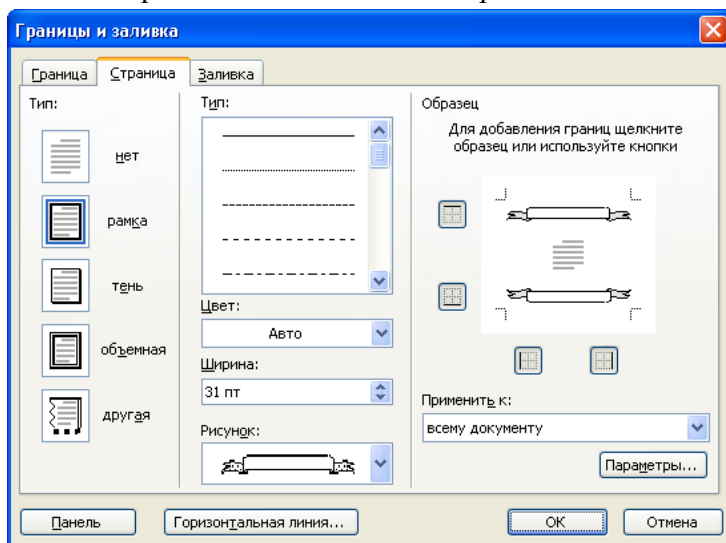 Границы и заливка
Граница
Страница
Заливка
Тип:
нет
рамка
тень
объемная
другая
Тип:
Цвет:
Авто
Ширина:
31 пт
Рисунок:
Образец
Для добавления границ щелкните
образец или используйте кнопки
Применить к:
всему документу
Параметры...
Панель
Горизонтальная линия...
ОК
Отмена